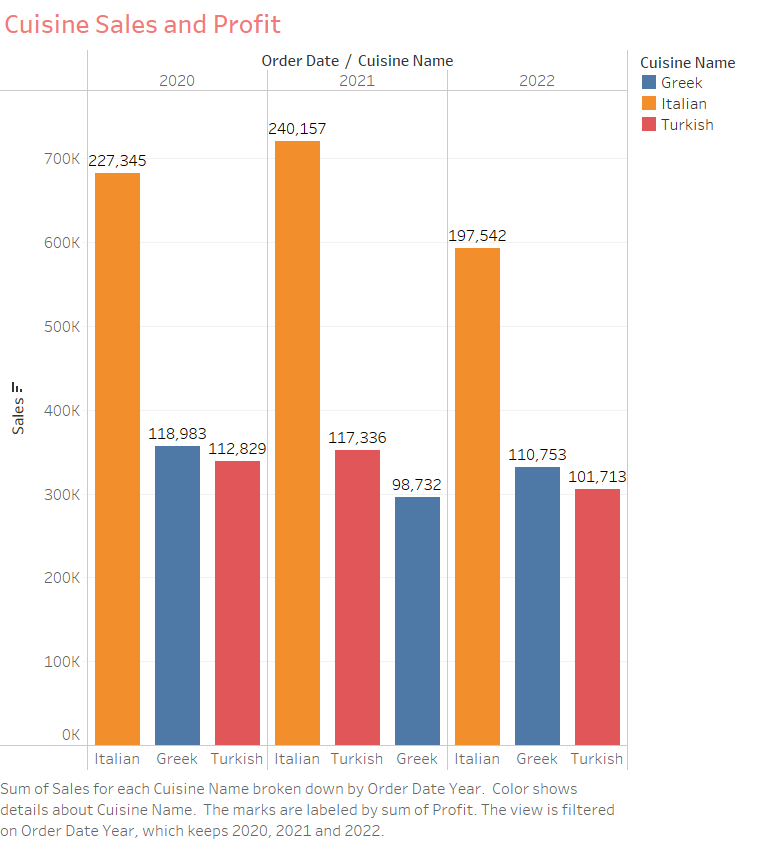 Cuisine Sales and Profit
Order Date / Cuisine Name
2020 2021 2022
Cuisine Name
Greek
Italian
Turkish
Sales
700K
600K
500K
400K
300K
200K
100K
0K
227,345
118,983
112,829
240,157
117,336
98,732
197,542
110,753
101,713
Italian Greek Turkish Italian Turkish Greek Italian Greek Turkish
Sum of Sales for each Cuisine Name broken down by Order Date Year. Color shows
details about Cuisine Name. The marks are labeled by sum of Profit. The view is filtered
on Order Date Year, which keeps 2020, 2021 and 2022.